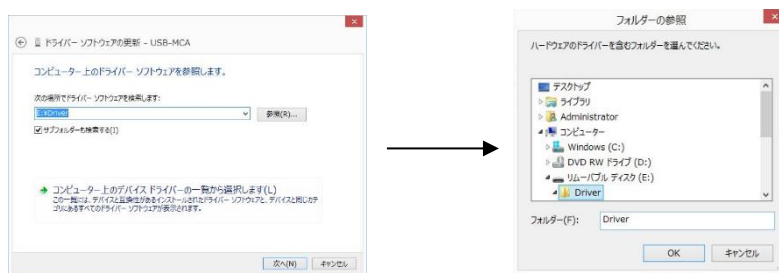 ドライバー ソフトウェアの更新 - USB-MCA
コンピューター上のドライバー ソフトウェアを参照します。
次の場所でドライバー ソフトウェアを検索します:
E:¥Driver
参照(R)...
サブフォルダーも検索する(I)
コンピューター上のデバイス ドライバーの一覧から選択します(L)
この一覧には、デバイスと互換性があるインストールされたドライバー ソフトウェアと、デバイスと同じカテ
ゴリにあるすべてのドライバー ソフトウェアが表示されます。
次へ(N)
キャンセル
フォルダーの参照
ハードウェアのドライバーを含むフォルダーを選んでください。
デスクトップ
ライブラリ
Administrator
コンピューター
Windows (C:)
DVD RW ドライブ (D:)
リムーバブル ディスク (E:)
Driver
フォルダー(F): Driver
OK
キャンセル